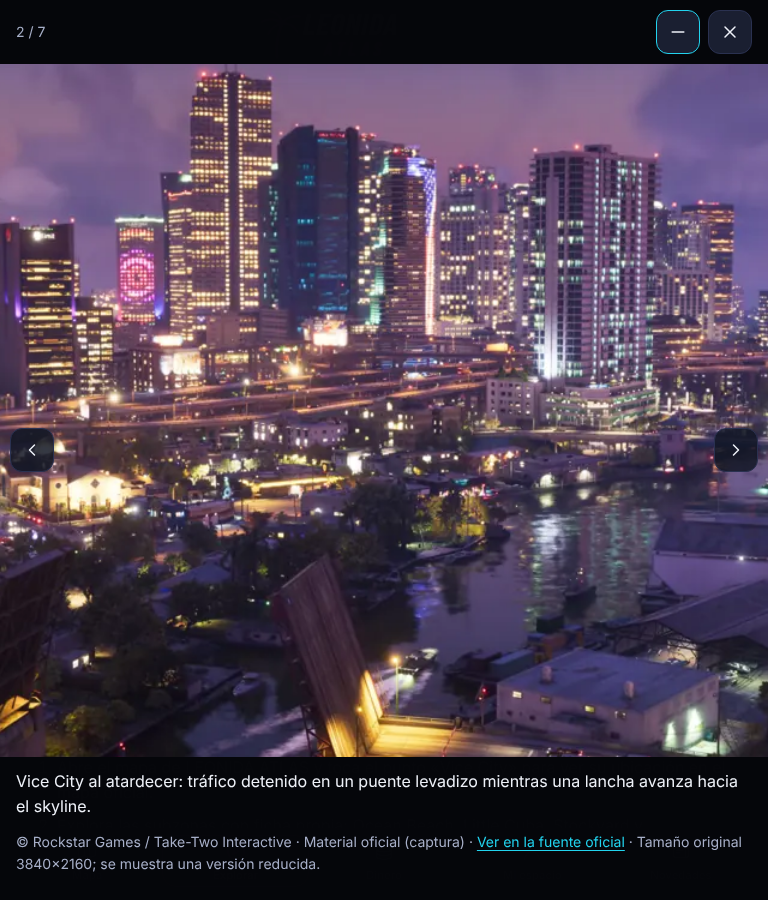 2 / 7
Vice City al atardecer: tráfico detenido en un puente levadizo mientras una lancha avanza hacia
el skyline.
© Rockstar Games / Take-Two Interactive · Material oficial (captura) · Ver en la fuente oficial · Tamaño original
3840×2160; se muestra una versión reducida.